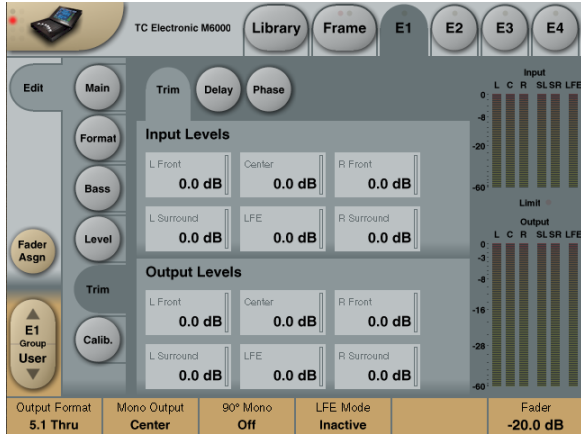 TC Electronic M6000
Library
Frame
E1
E2
E3
E4
Edit
Main
Format
Bass
Level
Trim
Calib.
Fader
Asgn
E1
Group
User
Trim
Delay
Phase
Input Levels
L Front
0.0 dB
Center
0.0 dB
R Front
0.0 dB
L Surround
0.0 dB
LFE
0.0 dB
R Surround
0.0 dB
Output Levels
L Front
0.0 dB
Center
0.0 dB
R Front
0.0 dB
L Surround
0.0 dB
LFE
0.0 dB
R Surround
0.0 dB
Input
L C R SL SR LFE
0
-8
-20
-60
Limit
Output
L C R SL SR LFE
0
-3
-8
-16
-28
-60
Output Format
5.1 Thru
Mono Output
Center
90° Mono
Off
LFE Mode
Inactive
Fader
-20.0 dB